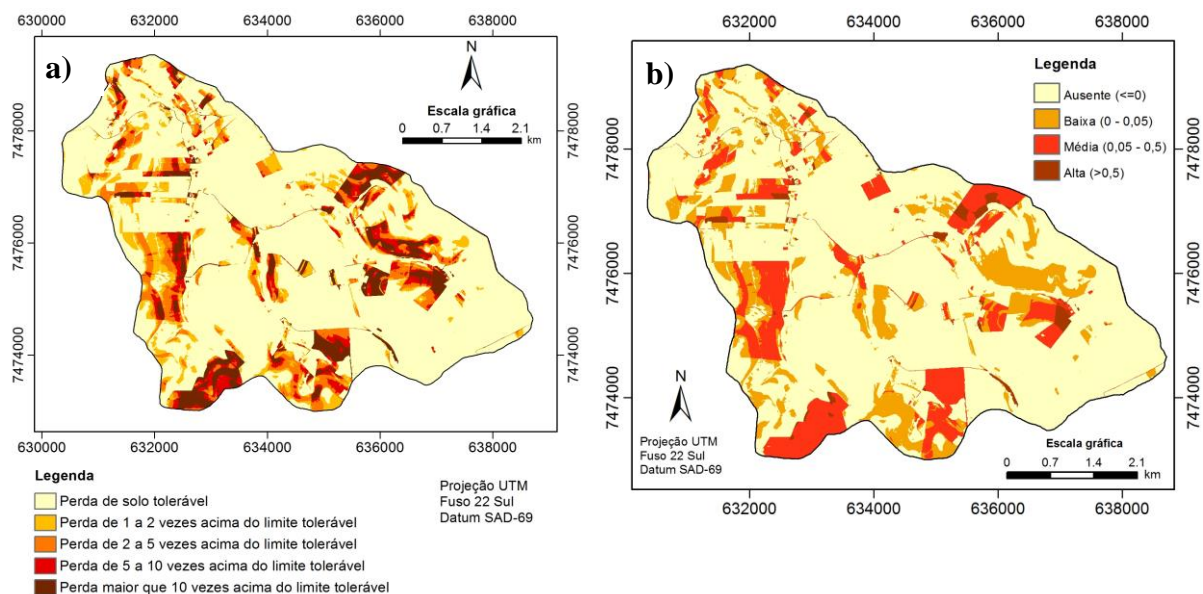 630000 632000 634000 636000 638000
a)
N
Escala gráfica
0 0.7 1.4 2.1
km
7478000
7476000
7474000
7478000
7476000
7474000
630000 632000 634000 636000 638000
Legenda
Perda de solo tolerável
Perda de 1 a 2 vezes acima do limite tolerável
Perda de 2 a 5 vezes acima do limite tolerável
Perda de 5 a 10 vezes acima do limite tolerável
Perda maior que 10 vezes acima do limite tolerável
Projeção UTM
Fuso 22 Sul
Datum SAD-69
632000 634000 636000 638000
b)
Legenda
Ausente (<=0)
Baixa (0 - 0,05)
Média (0,05 - 0,5)
Alta (>0,5)
7478000
7476000
7474000
7478000
7476000
7474000
N
Projeção UTM
Fuso 22 Sul
Datum SAD-69
Escala gráfica
0 0.7 1.4 2.1
km
632000 634000 636000 638000